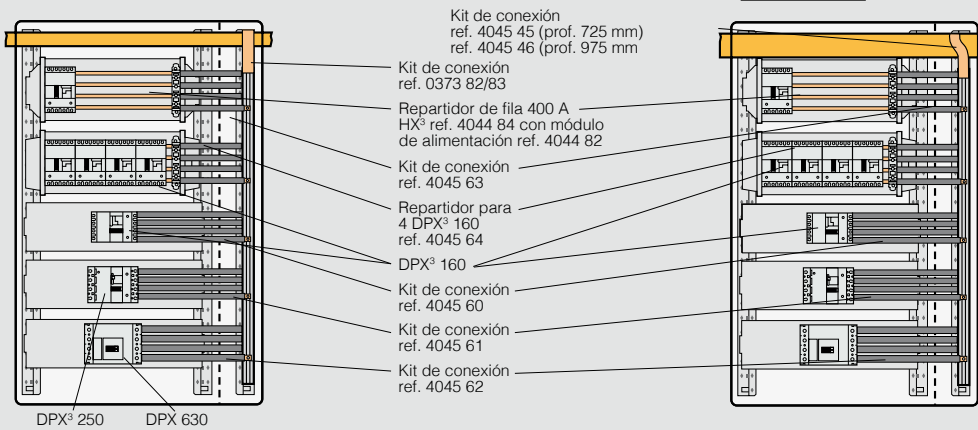 Kit de conexión
ref. 4045 45 (prof. 725 mm)
ref. 4045 46 (prof. 975 mm
Kit de conexión
ref. 0373 82/83
Repartidor de fila 400 A
HX³ ref. 4044 84 con módulo
de alimentación ref. 4044 82
Kit de conexión
ref. 4045 63
Repartidor para
4 DPX³ 160
ref. 4045 64
DPX³ 160
Kit de conexión
ref. 4045 60
Kit de conexión
ref. 4045 61
Kit de conexión
ref. 4045 62
DPX³ 250
DPX 630